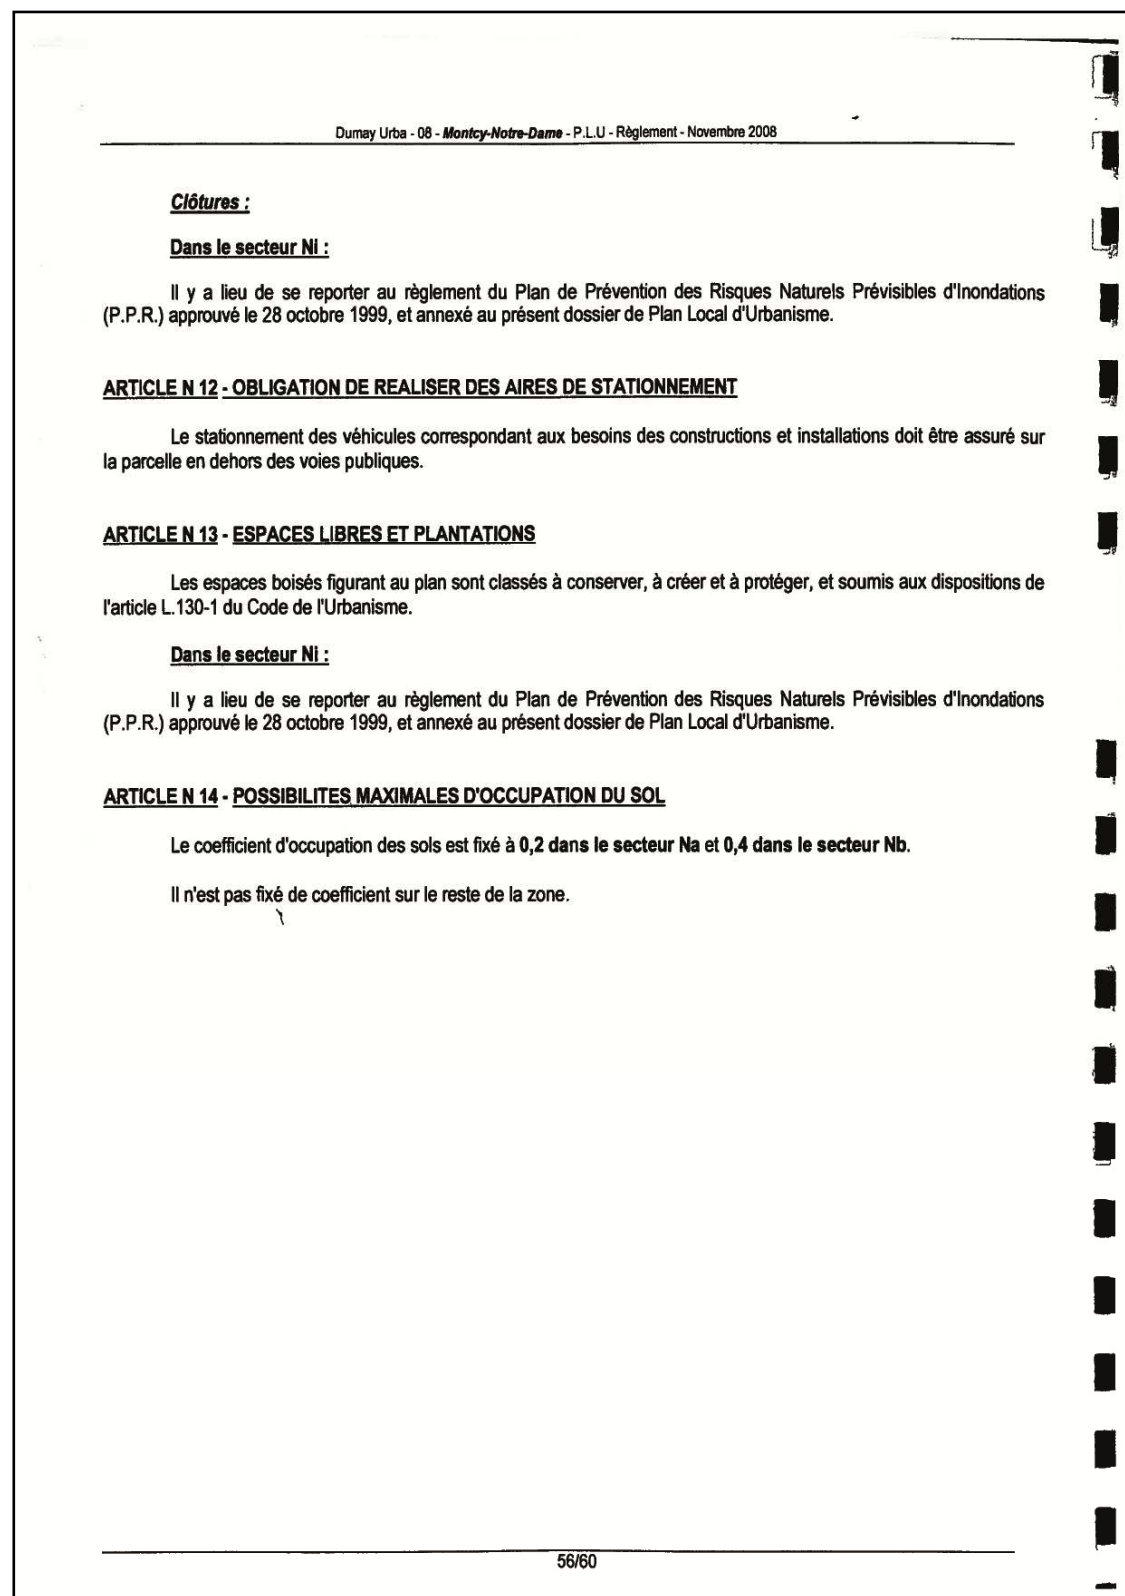 Dumay Urba - 08 - Montcy-Notre-Dame - P.L.U - Règlement - Novembre 2008
Clôtures :
Dans le secteur Ni :
Il y a lieu de se reporter au règlement du Plan de Prévention des Risques Naturels Prévisibles d'Inondations
(P.P.R.) approuvé le 28 octobre 1999, et annexé au présent dossier de Plan Local d'Urbanisme.
ARTICLE N 12 - OBLIGATION DE REALISER DES AIRES DE STATIONNEMENT
Le stationnement des véhicules correspondant aux besoins des constructions et installations doit être assuré sur
la parcelle en dehors des voies publiques.
ARTICLE N 13 - ESPACES LIBRES ET PLANTATIONS
Les espaces boisés figurant au plan sont classés à conserver, à créer et à protéger, et soumis aux dispositions de
l'article L.130-1 du Code de l'Urbanisme.
Dans le secteur Ni :
Il y a lieu de se reporter au règlement du Plan de Prévention des Risques Naturels Prévisibles d'Inondations
(P.P.R.) approuvé le 28 octobre 1999, et annexé au présent dossier de Plan Local d'Urbanisme.
ARTICLE N 14 - POSSIBILITES MAXIMALES D'OCCUPATION DU SOL
Le coefficient d'occupation des sols est fixé à 0,2 dans le secteur Na et 0,4 dans le secteur Nb.
Il n'est pas fixé de coefficient sur le reste de la zone.
56/60